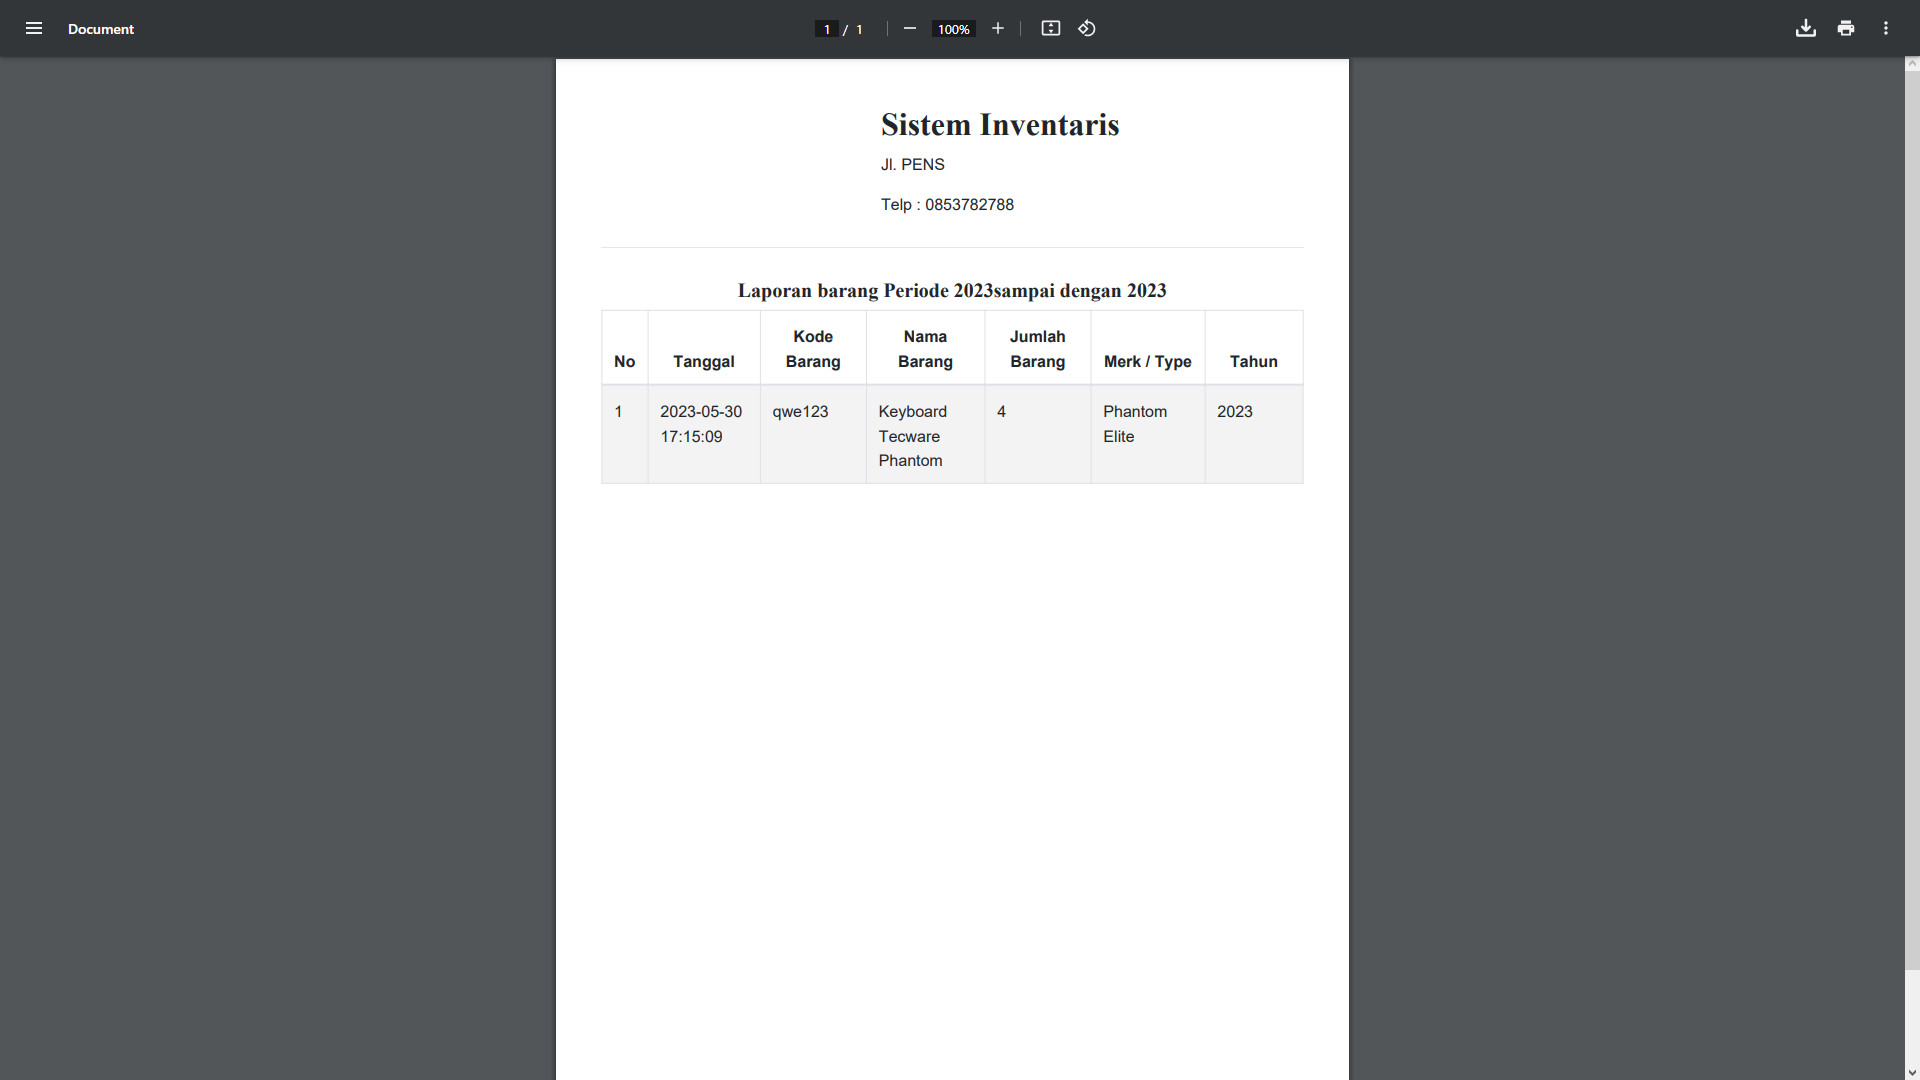 Document
1 / 1
100%
Sistem Inventaris
Jl. PENS
Telp : 0853782788
Laporan barang Periode 2023sampai dengan 2023
No Tanggal Kode Barang Nama Barang Jumlah Barang Merk / Type Tahun
1 2023-05-30 17:15:09 qwe123 Keyboard Tecware Phantom 4 Phantom Elite 2023